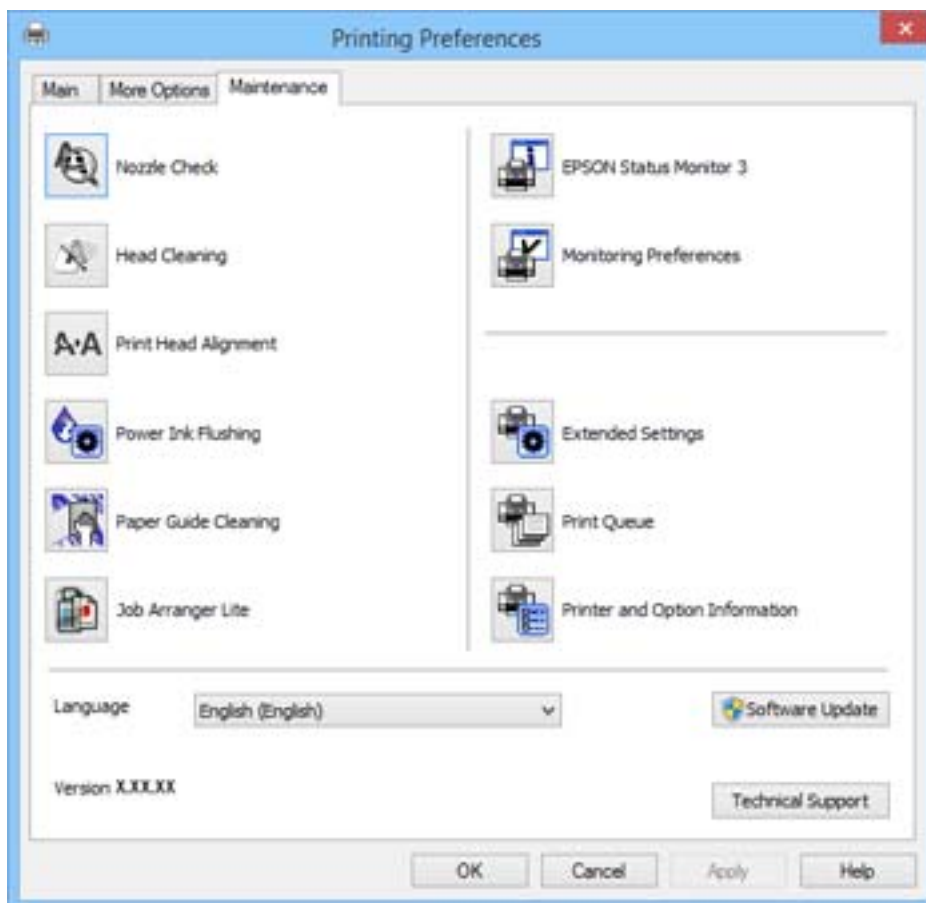 Printing Preferences
Main
More Options
Maintenance
Nozzle Check
Head Cleaning
A·A Print Head Alignment
Power Ink Flushing
Paper Guide Cleaning
Job Arranger Lite
EPSON Status Monitor 3
Monitoring Preferences
Extended Settings
Print Queue
Printer and Option Information
Language
English (English)
Software Update
Version X.XX.XX
Technical Support
OK
Cancel
Apply
Help